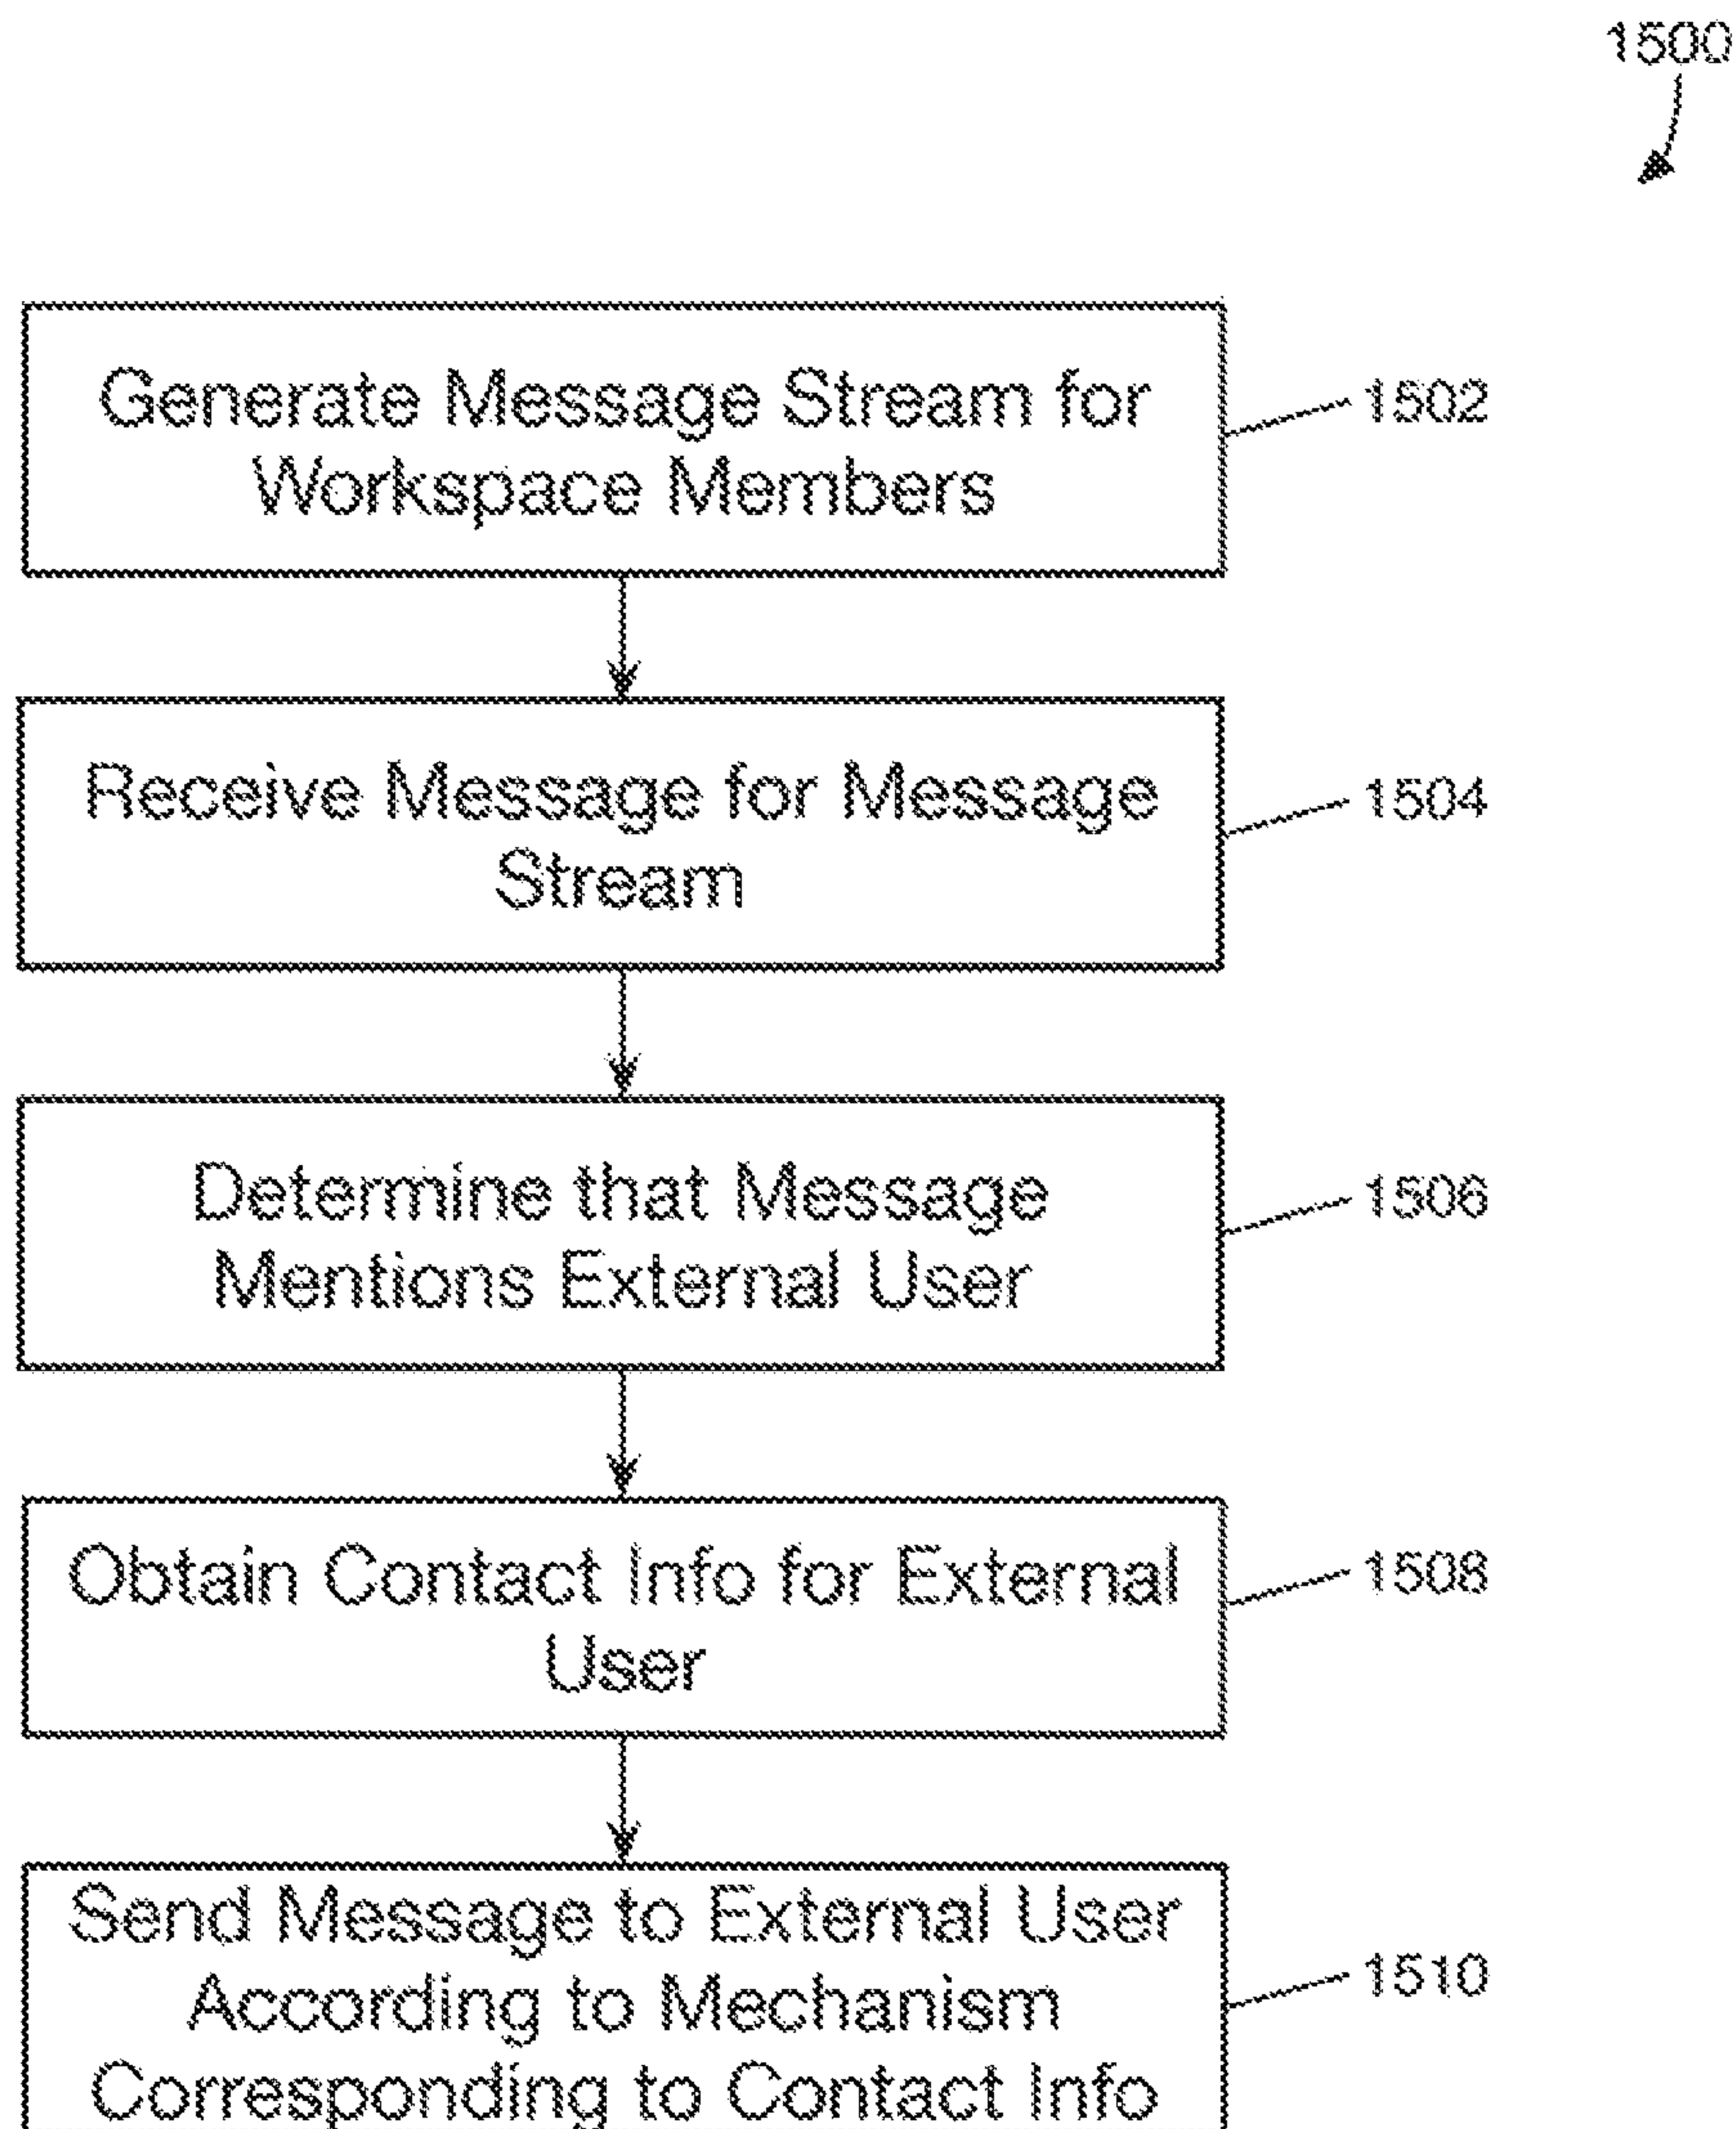 1500
Generate Message Stream for
Workspace Members
1502
Receive Message for Message
Stream
1504
Determine that Message
Mentions External User
1506
Obtain Contact Info for External
User
1508
Send Message to External User
According to Mechanism
Corresponding to Contact Info
1510